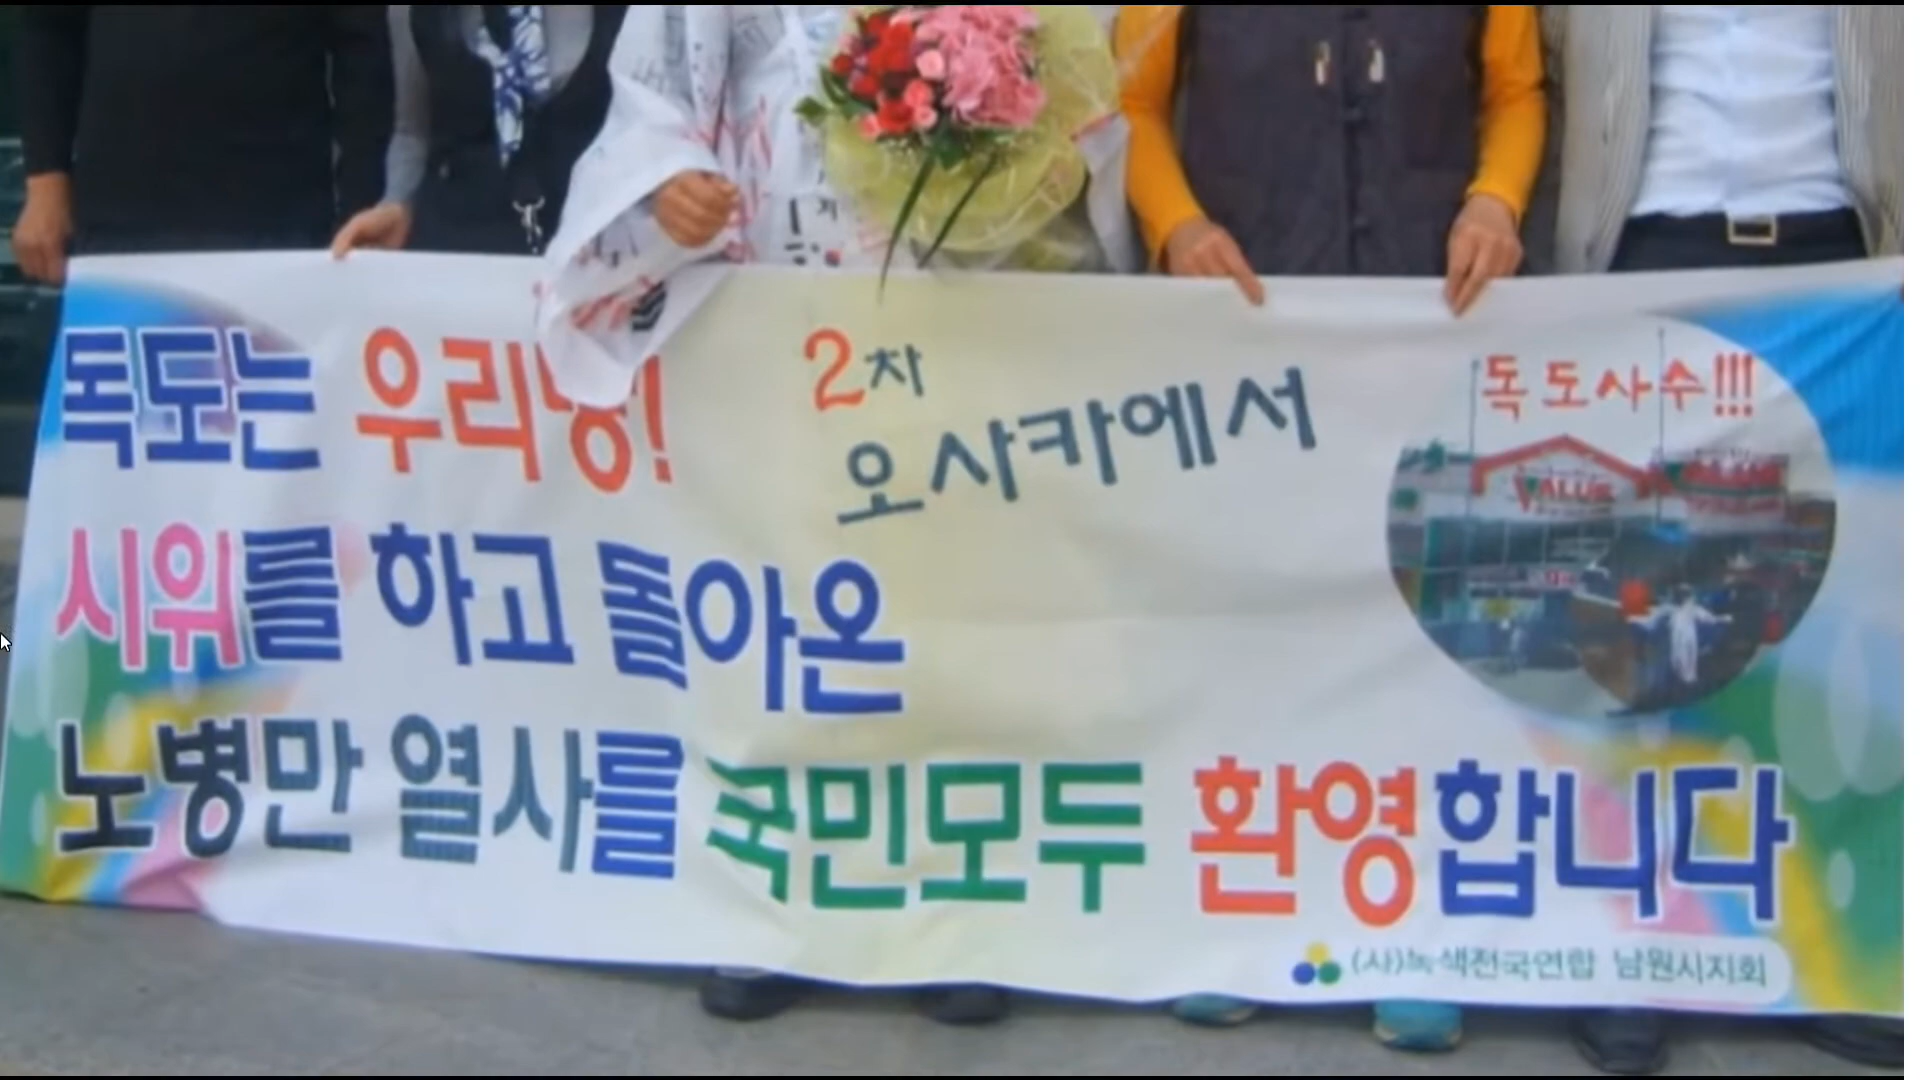 독도는 우리땅!
2차
오사카에서
시위를 하고 돌아온
노병만 열사를 국민모두 환영합니다
독도사수!!!
VALUE
(사)녹색전국연합 남원시지회